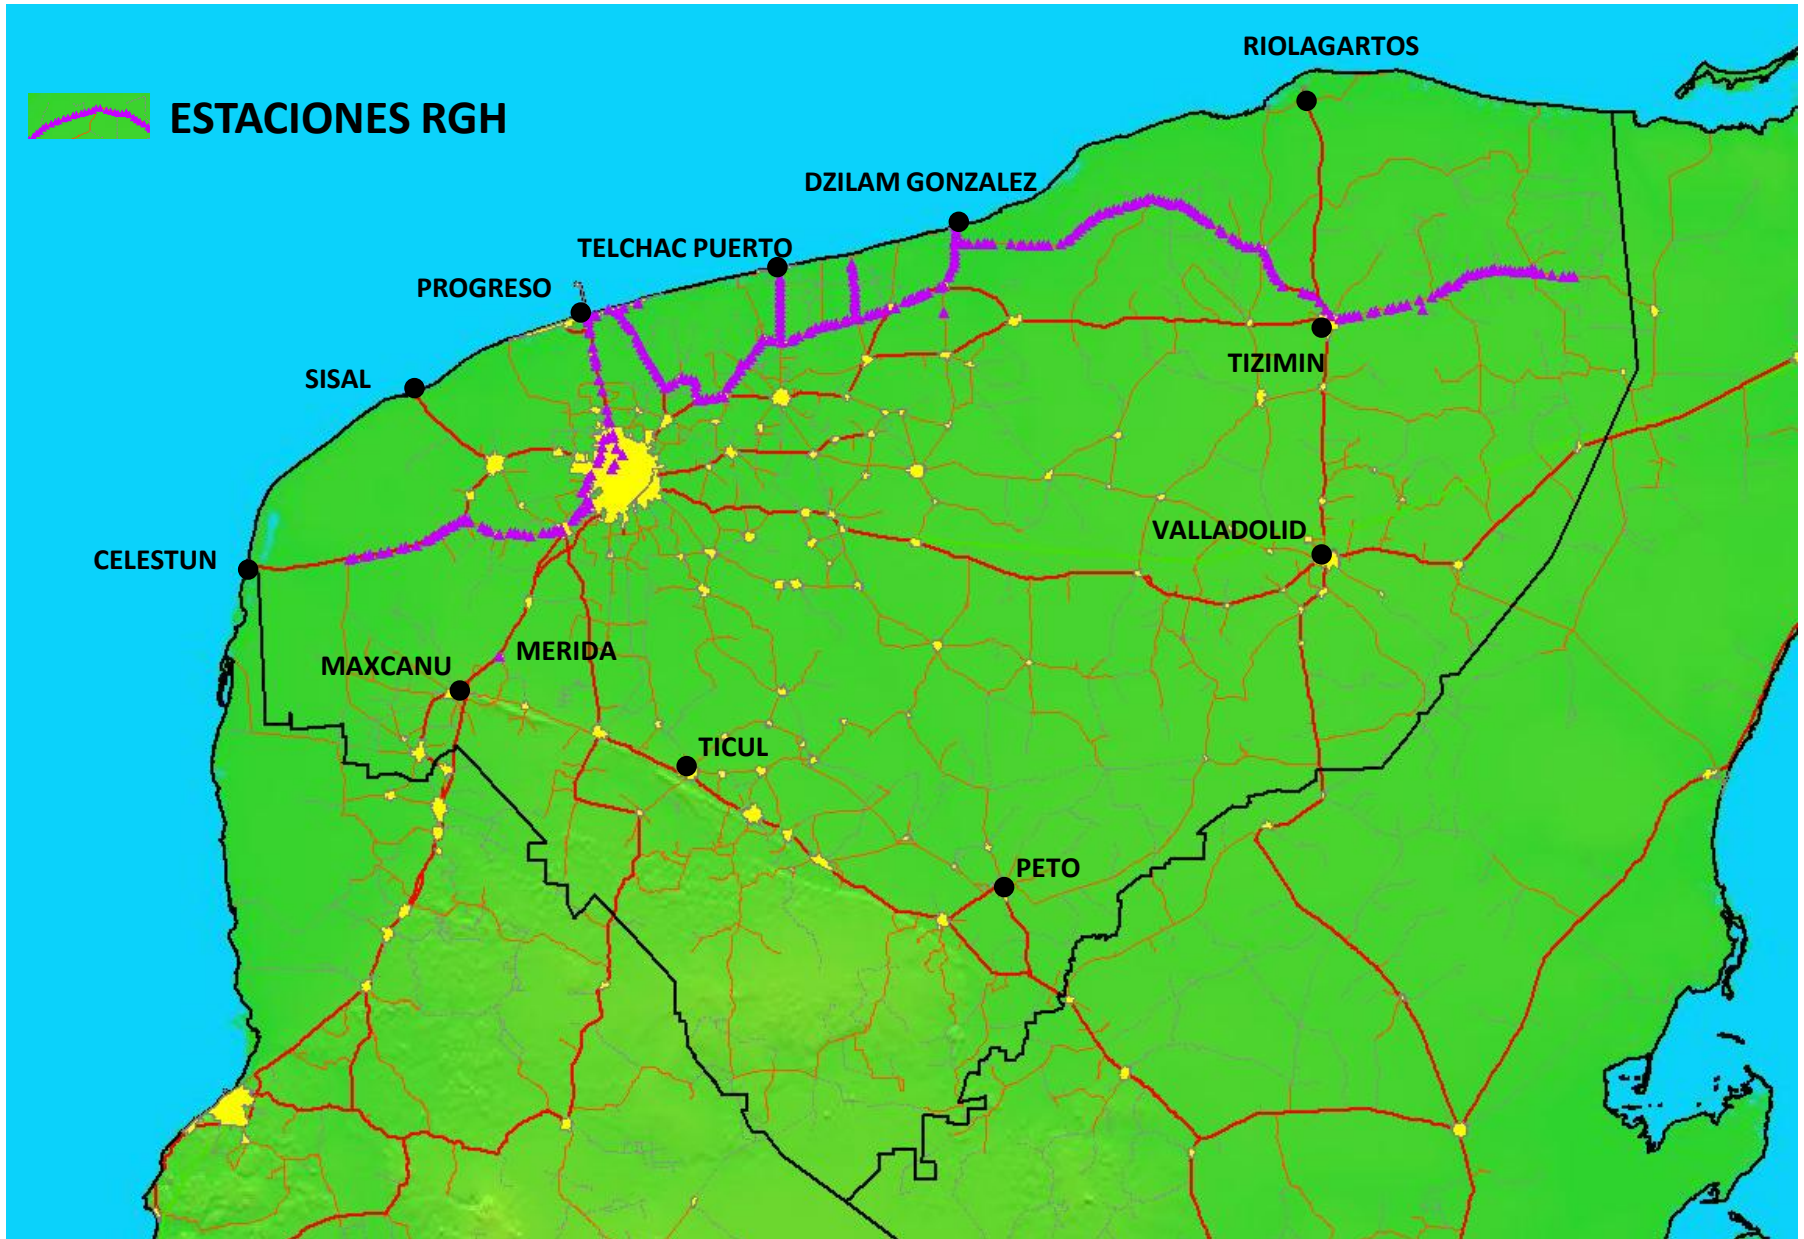 RIOLAGARTOS
ESTACIONES RGH
DZILAM GONZALEZ
TELCHAC PUERTO
PROGRESO
TIZIMIN
SISAL
VALLADOLID
CELESTUN
MERIDA
MAXCANU
TICUL
PETO